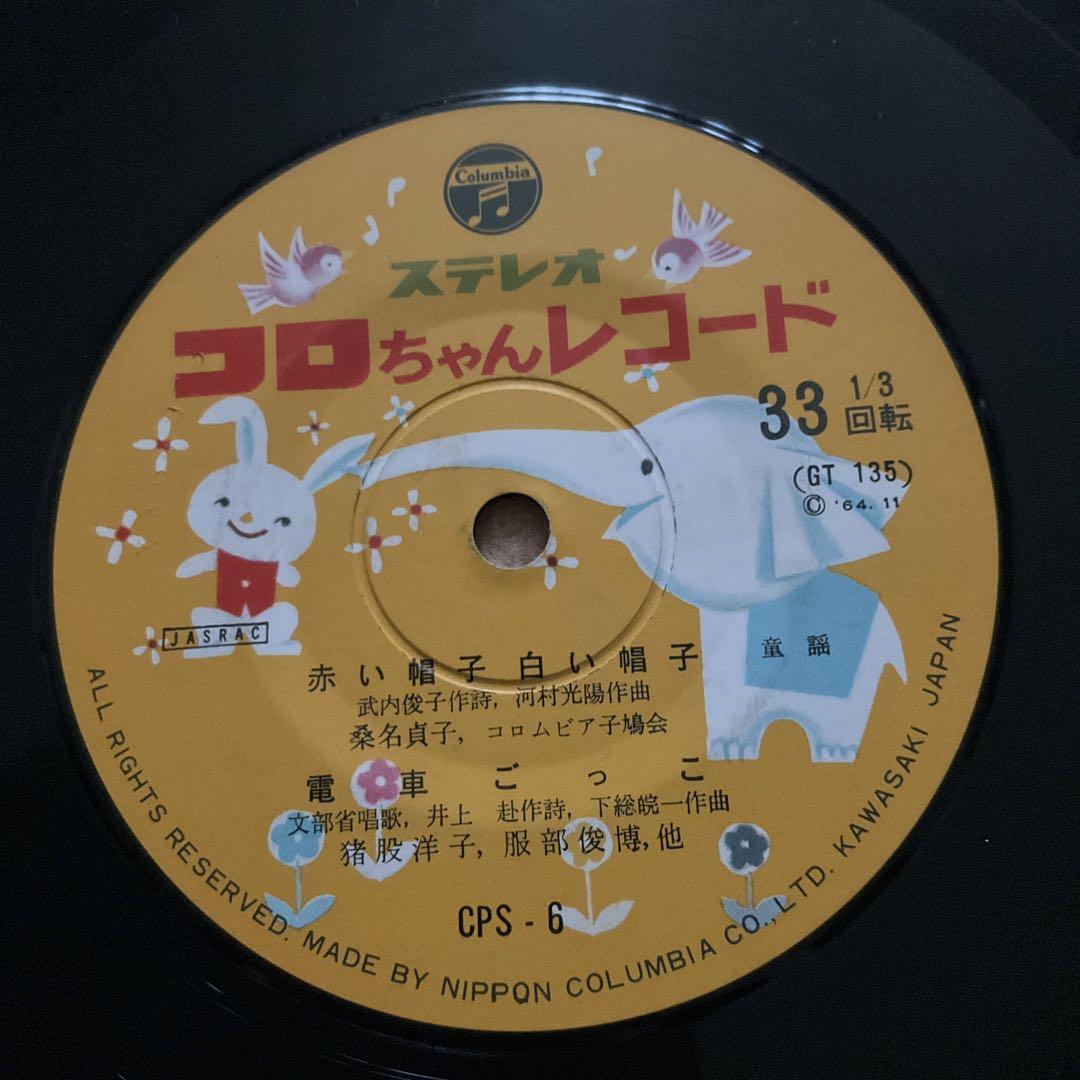 Columbia
ステレオ
コロちゃんレコード
33 1/3 回転
(GT 135)
© '64. 11
JASRAC
赤い帽子白い帽子 童謡
武内俊子作詩, 河村光陽作曲
桑名貞子, コロムビア子鳩会
電車ごっこ
文部省唱歌, 井上 赳作詩, 下総皖一作曲
猪股洋子, 服部俊博, 他
CPS - 6
ALL RIGHTS RESERVED. MADE BY NIPPON COLUMBIA CO., LTD. KAWASAKI JAPAN